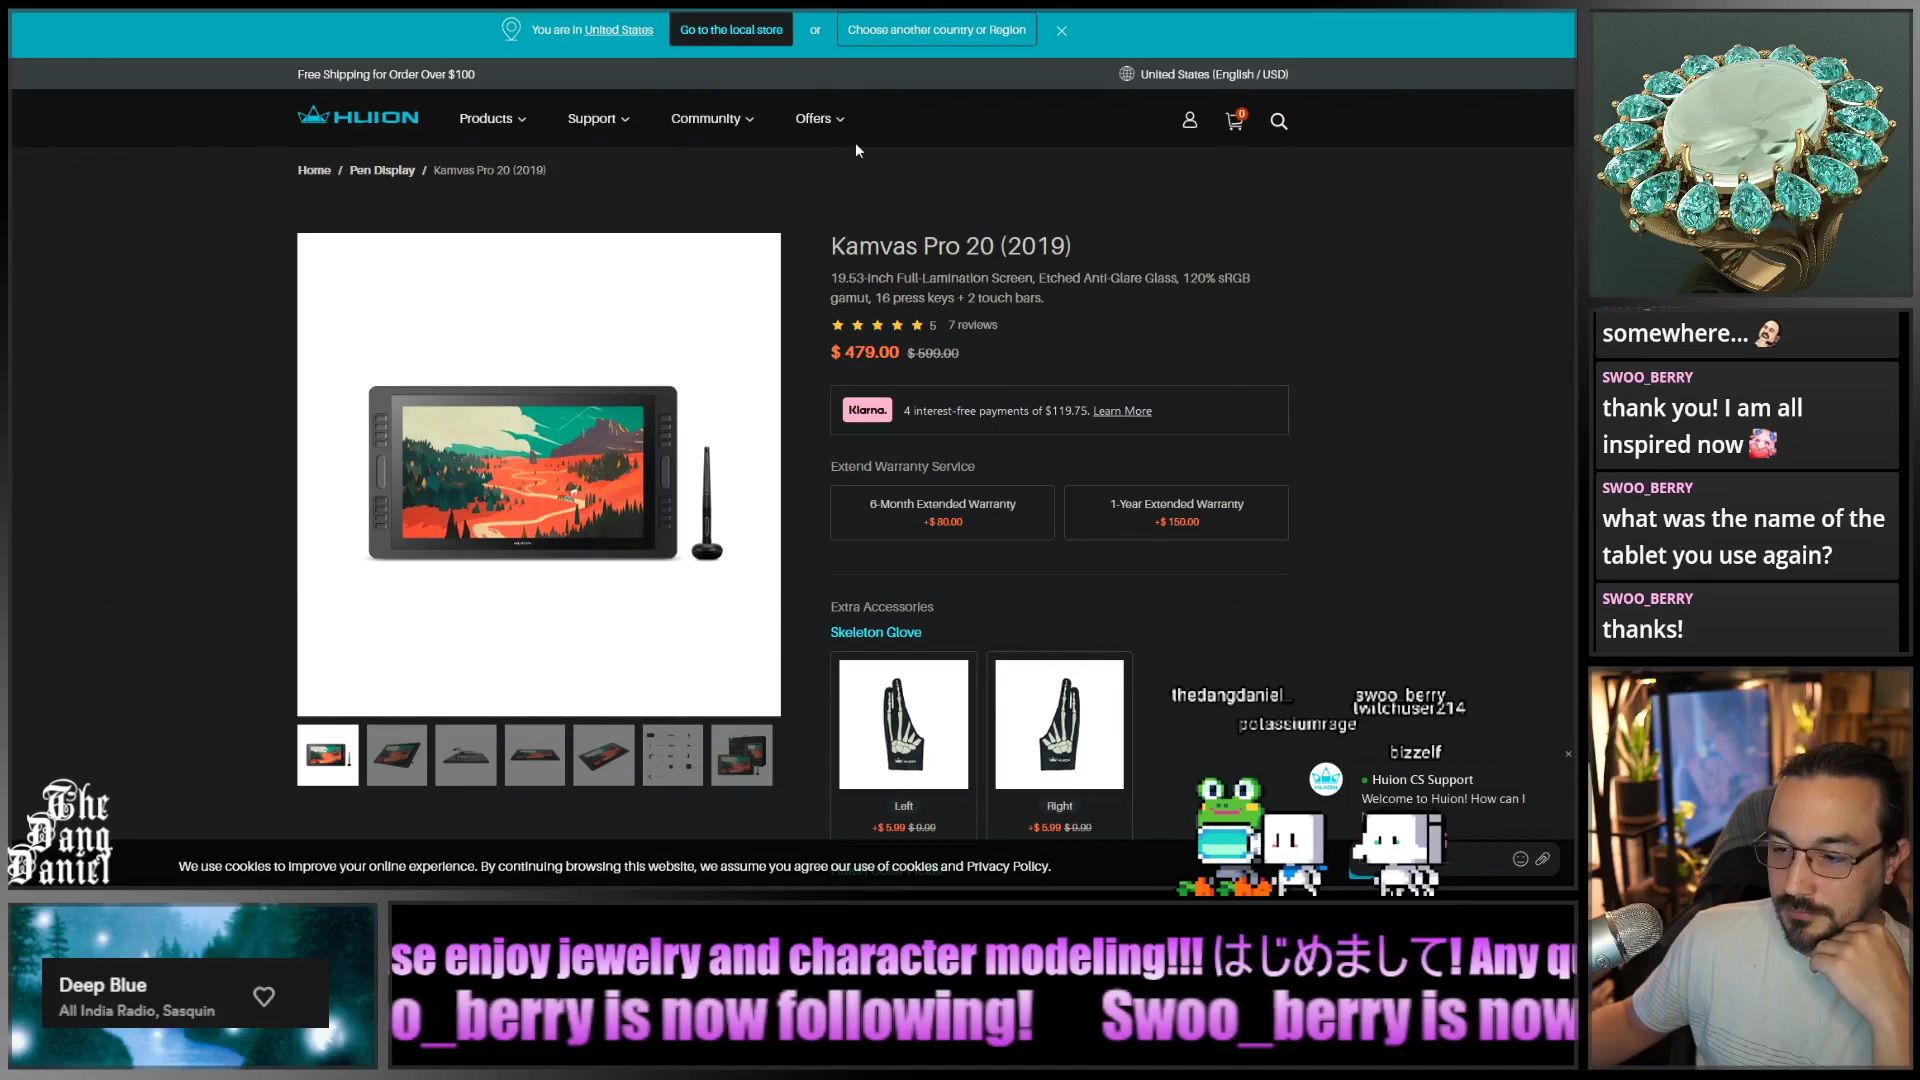 You are in United States
Go to the local store
or
Choose another country or Region
Free Shipping for Order Over $100
United States (English / USD)
HUION
Products
Support
Community
Offers
0
Home / Pen Display / Kamvas Pro 20 (2019)
Kamvas Pro 20 (2019)
19.53-inch Full-Lamination Screen, Etched Anti-Glare Glass, 120% sRGB
gamut, 16 press keys + 2 touch bars.
5 7 reviews
$ 479.00 $ 599.00
Klarna. 4 interest-free payments of $119.75. Learn More
Extend Warranty Service
6-Month Extended Warranty
+$ 80.00
1-Year Extended Warranty
+$ 150.00
Extra Accessories
Skeleton Glove
Left
+$ 5.99 $ 9.99
Right
+$ 5.99 $ 9.99
thedangdaniel_
swoo_berry
twitchuser214
potassiumrage
bizzelf
HUION
Huion CS Support
Welcome to Huion! How can I
We use cookies to improve your online experience. By continuing browsing this website, we assume you agree our use of cookies and Privacy Policy.
The
Dang
Daniel
Deep Blue
All India Radio, Sasquin
se enjoy jewelry and character modeling!!! はじめまして! Any qu
o_berry is now following! Swoo_berry is now
somewhere...
SWOO_BERRY
thank you! I am all
inspired now
SWOO_BERRY
what was the name of the
tablet you use again?
SWOO_BERRY
thanks!